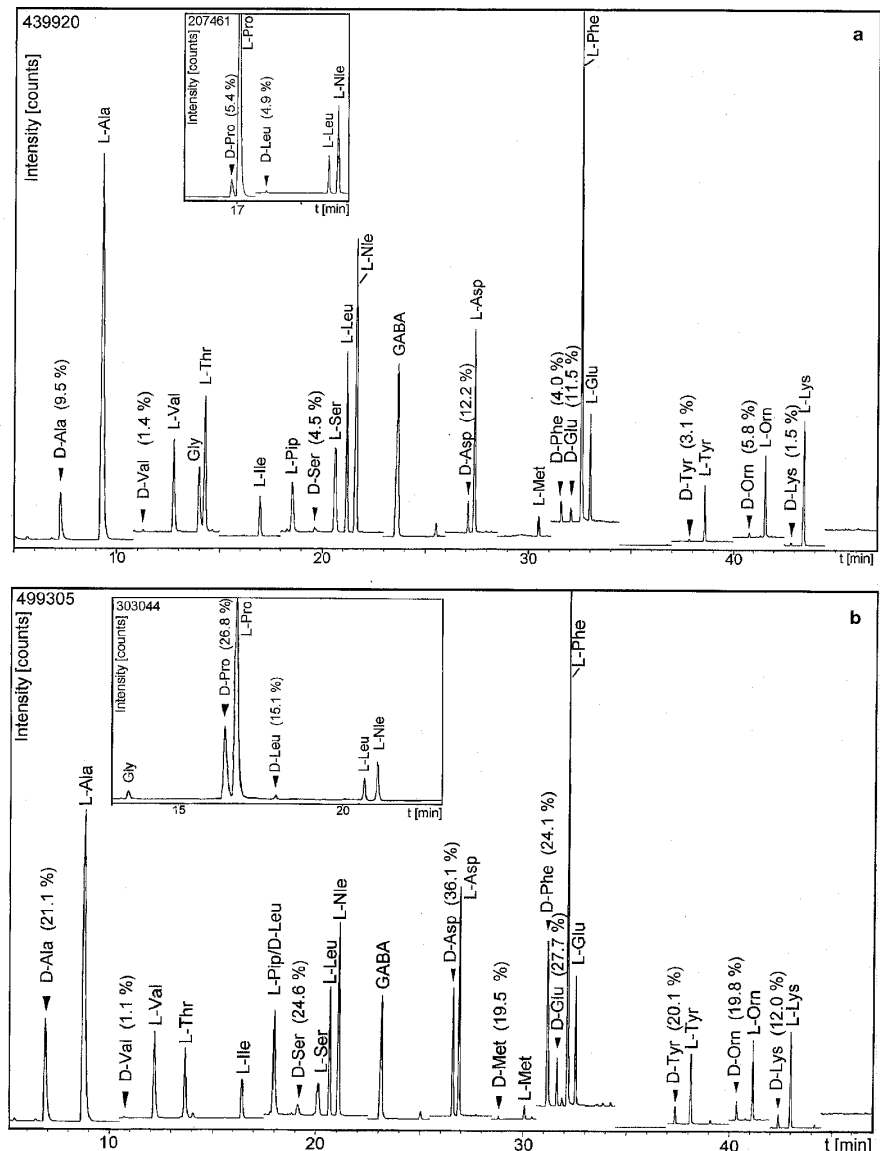 439920
a
Intensity [counts]
207461
Intensity [counts]
D-Pro (5.4 %)
L-Pro
D-Leu (4.9 %)
L-Leu
L-Nle
17
t [min]
D-Ala (9.5 %)
L-Ala
D-Val (1.4 %)
L-Val
Gly
L-Thr
L-Ile
L-Pip
D-Ser (4.5 %)
L-Ser
L-Leu
L-Nle
GABA
D-Asp (12.2 %)
L-Asp
L-Met
D-Phe (4.0 %)
D-Glu (11.5 %)
L-Phe
L-Glu
D-Tyr (3.1 %)
L-Tyr
D-Orn (5.8 %)
L-Orn
D-Lys (1.5 %)
L-Lys
10
20
30
40
t [min]
499305
b
Intensity [counts]
303044
Intensity [counts]
Gly
D-Pro (26.8 %)
L-Pro
D-Leu (15.1 %)
L-Leu
L-Nle
15
20
t [min]
D-Ala (21.1 %)
L-Ala
D-Val (1.1 %)
L-Val
L-Thr
L-Ile
L-Pip/D-Leu
D-Ser (24.6 %)
L-Ser
L-Leu
L-Nle
GABA
D-Asp (36.1 %)
L-Asp
D-Met (19.5 %)
L-Met
D-Phe (24.1 %)
D-Glu (27.7 %)
L-Phe
L-Glu
D-Tyr (20.1 %)
L-Tyr
D-Orn (19.8 %)
L-Orn
D-Lys (12.0 %)
L-Lys
10
20
30
40
t [min]